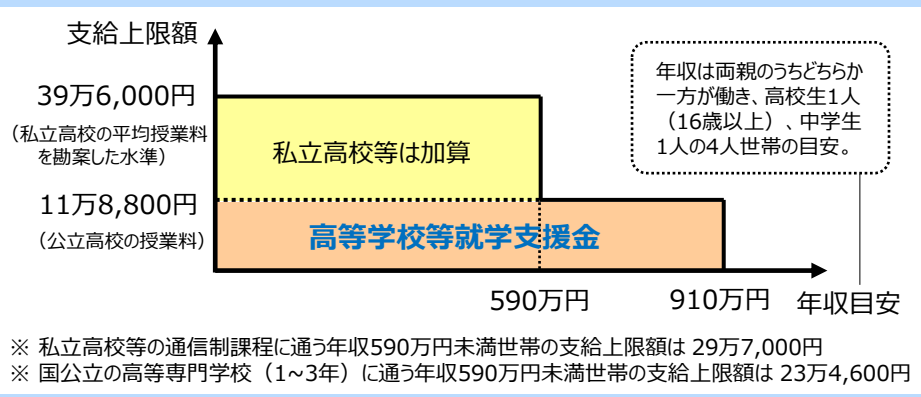 支給上限額
39万6,000円
（私立高校の平均授業料
を勘案した水準）
11万8,800円
（公立高校の授業料）
私立高校等は加算
高等学校等就学支援金
年収は両親のうちどちらか
一方が働き、高校生1人
（16歳以上）、中学生
1人の4人世帯の目安。
590万円
910万円
年収目安
※ 私立高校等の通信制課程に通う年収590万円未満世帯の支給上限額は 29万7,000円
※ 国公立の高等専門学校（1~3年）に通う年収590万円未満世帯の支給上限額は 23万4,600円